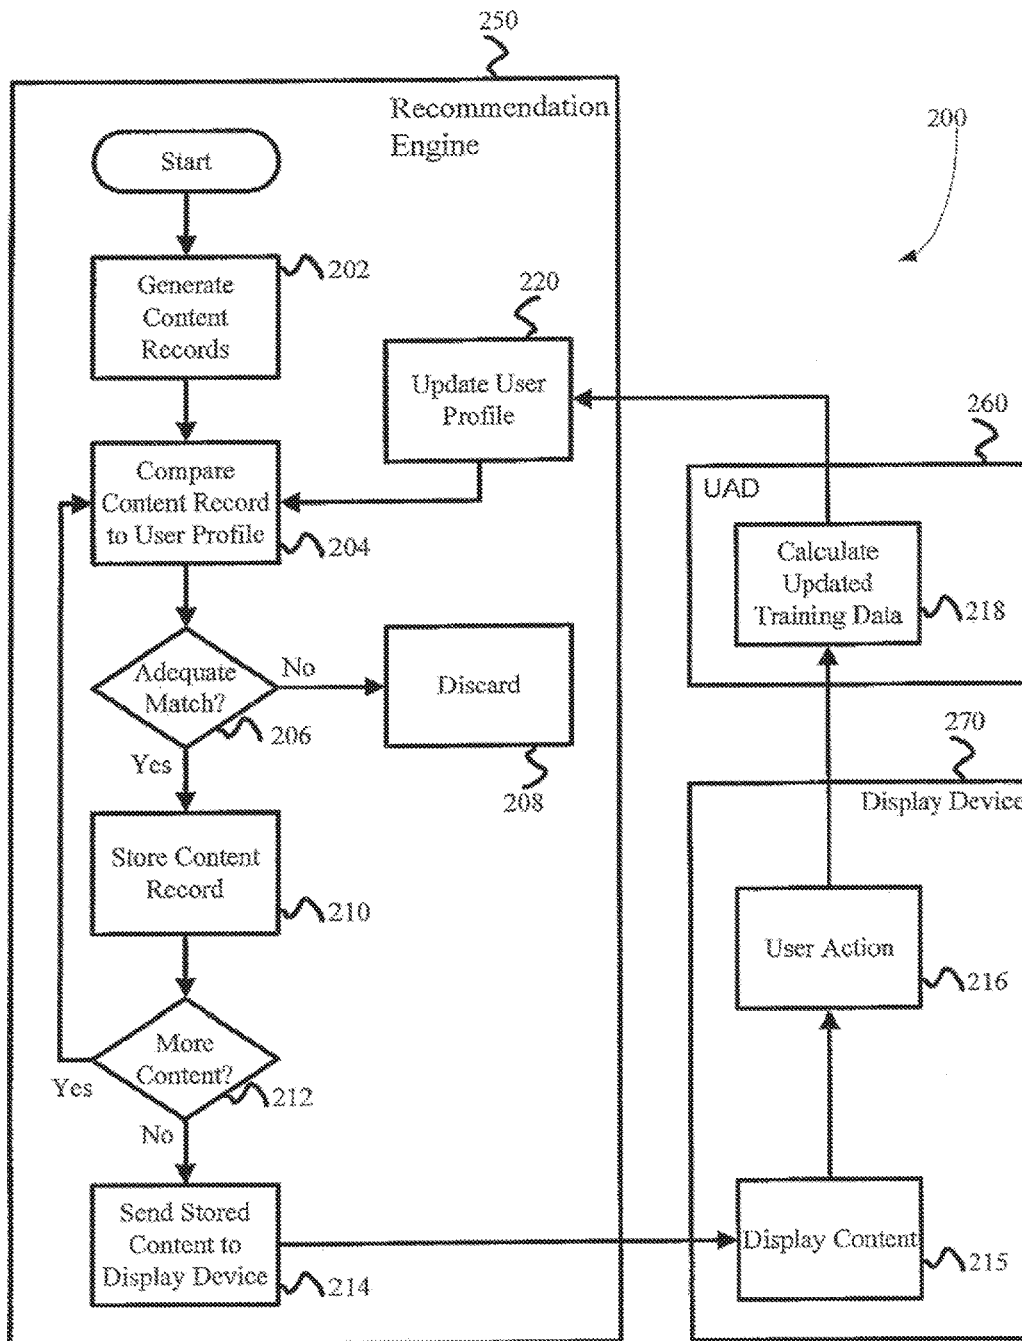 250
Recommendation
Engine
200
Start
202
Generate
Content
Records
220
Update User
Profile
260
UAD
Compare
Content Record
to User Profile
204
Calculate
Updated
Training Data
218
Adequate
Match?
No
206
Yes
Discard
208
270
Display Device
Store Content
Record
210
User Action
216
More
Content?
Yes
212
No
Send Stored
Content to
Display Device
214
Display Content
215